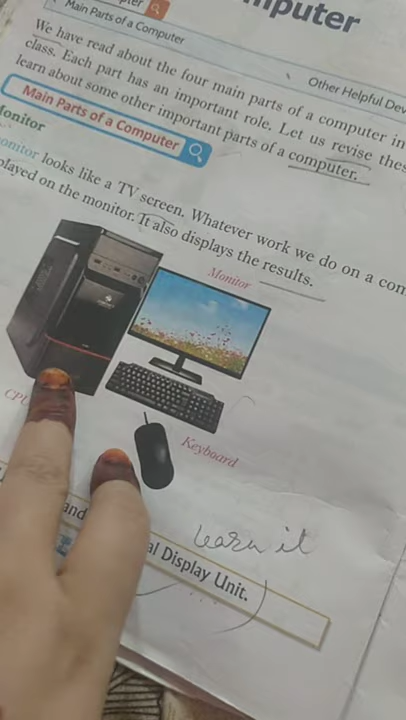 mputer
Main Parts of a Computer
Other Helpful Dev
We have read about the four main parts of a computer in
class. Each part has an important role. Let us revise thes
learn about some other important parts of a computer.
Main Parts of a Computer
Monitor
onitor looks like a TV screen. Whatever work we do on a com
played on the monitor. It also displays the results.
Monitor
CPU
Keyboard
and
learn it
al Display Unit.